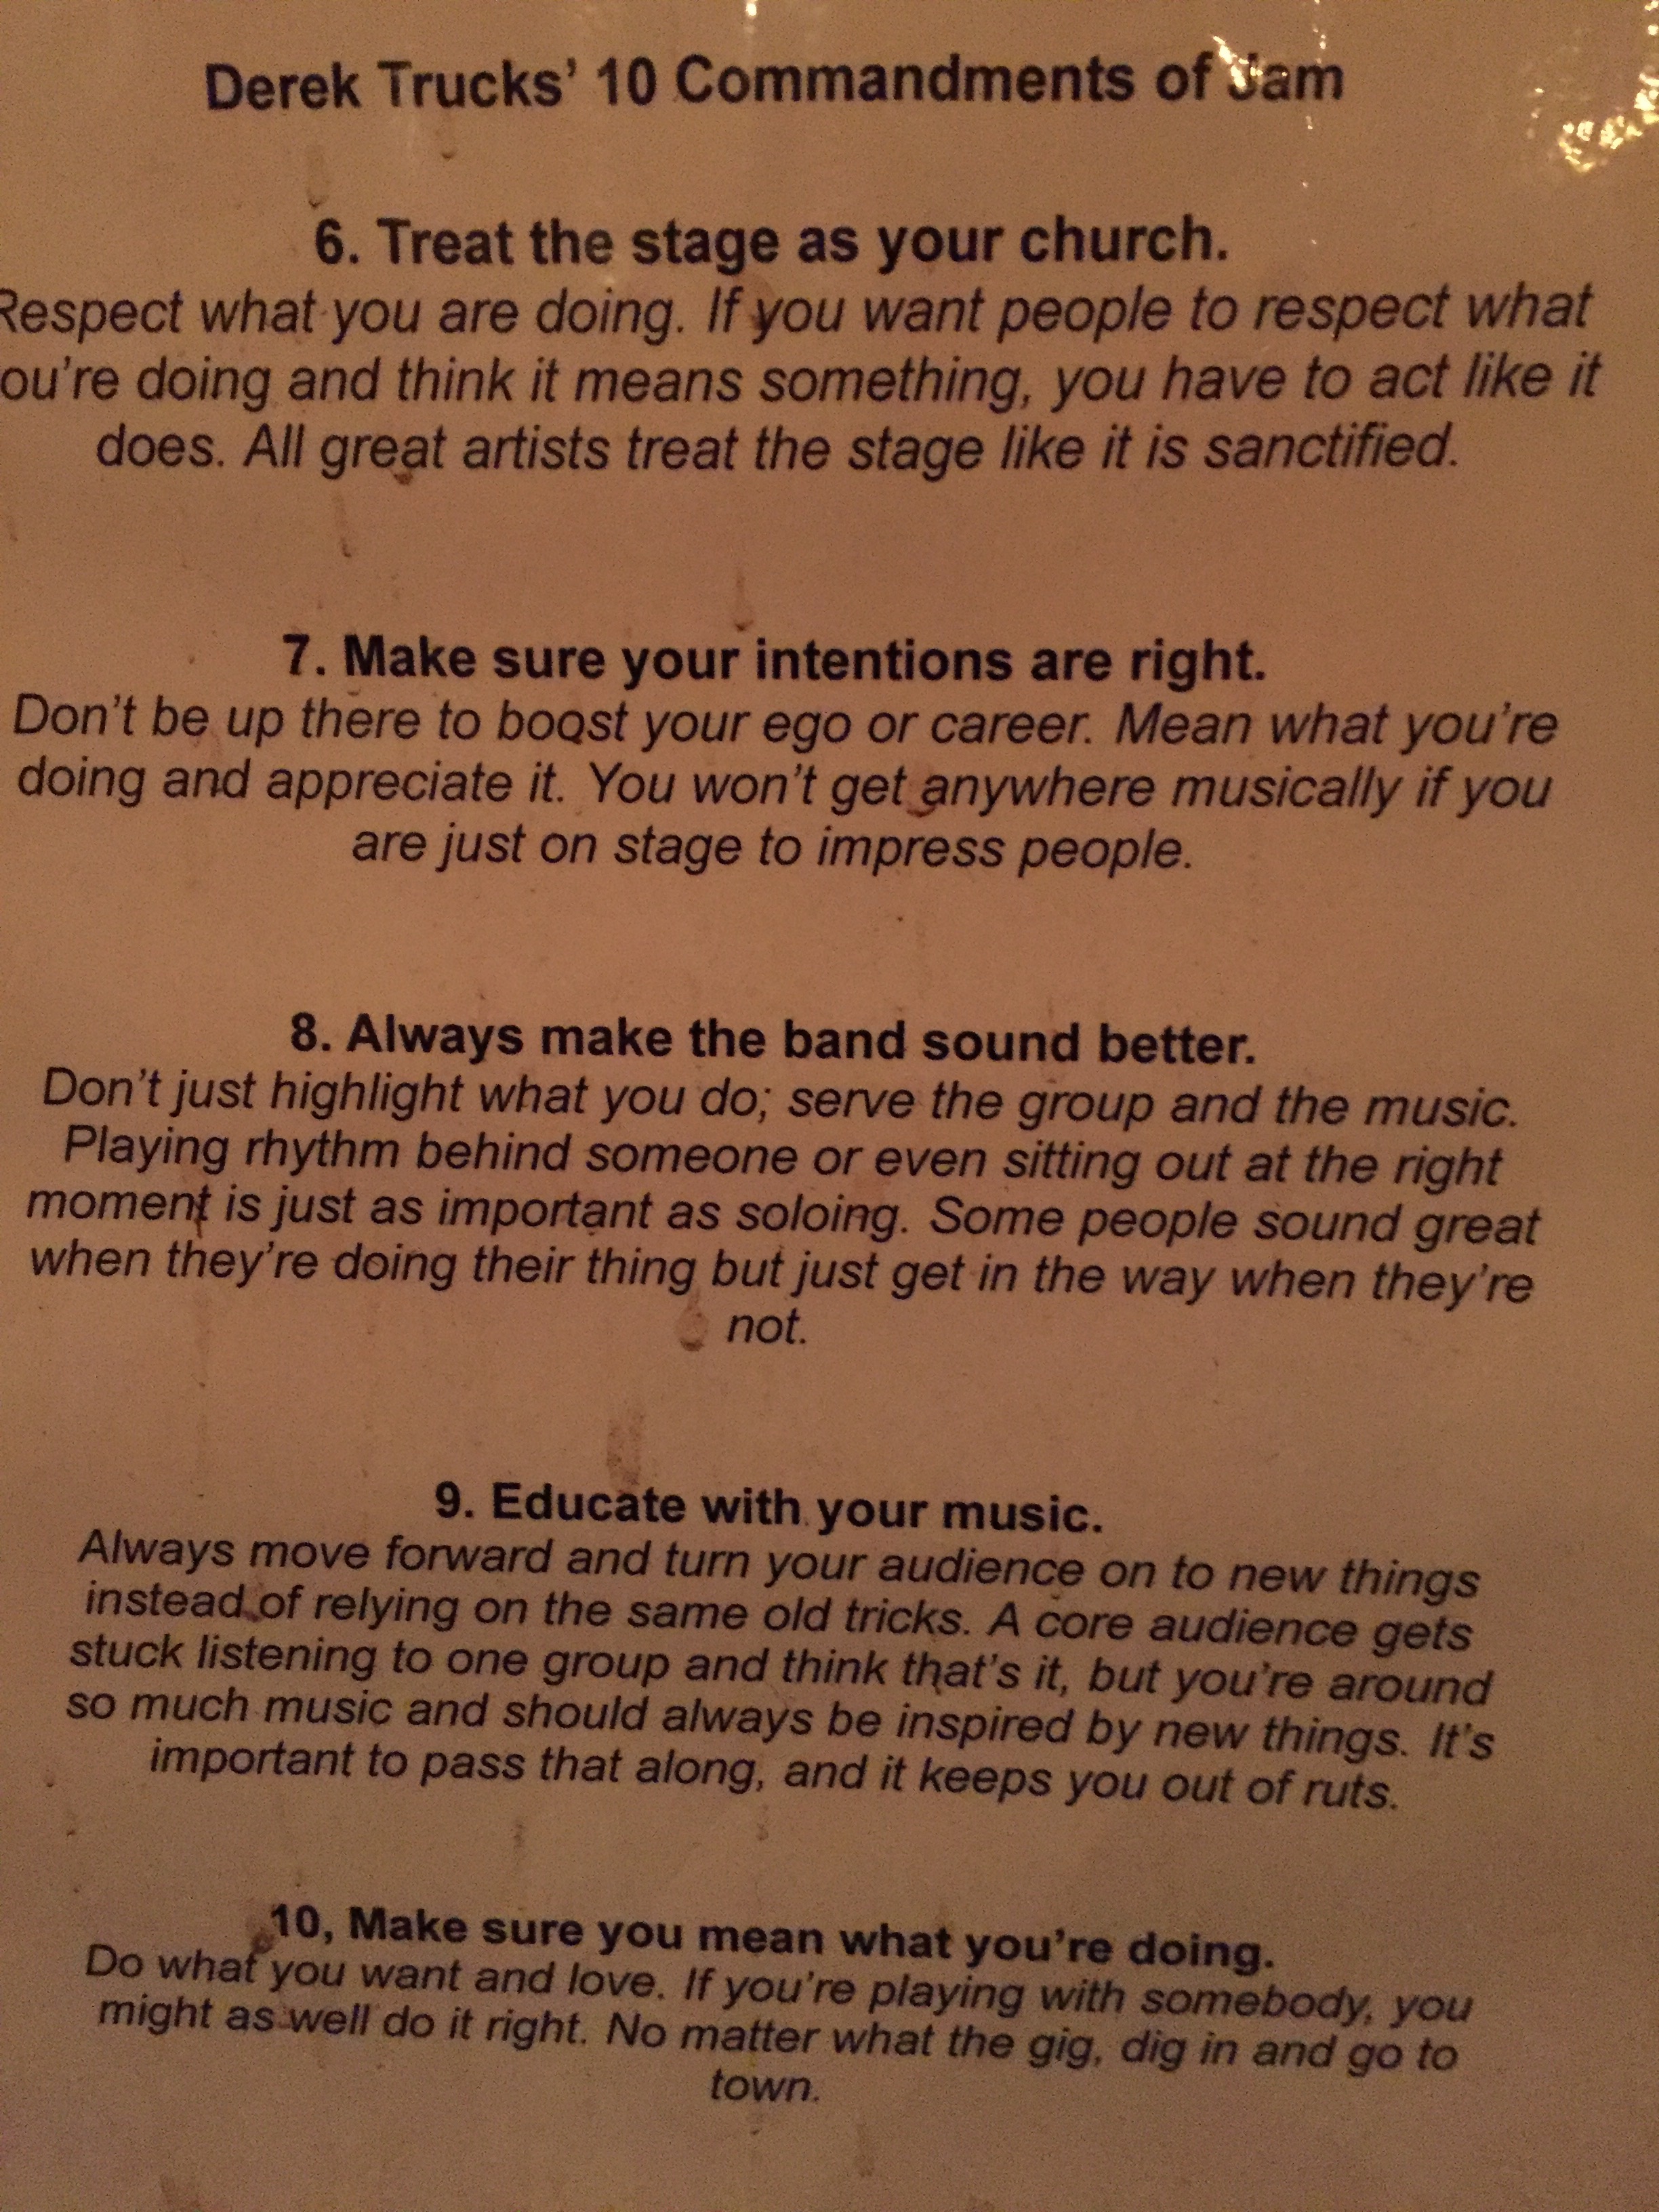 Derek Trucks' 10 Commandments of Jam
6. Treat the stage as your church.
Respect what you are doing. If you want people to respect what
ou're doing and think it means something, you have to act like it
does. All great artists treat the stage like it is sanctified.
7. Make sure your intentions are right.
Don't be up there to boost your ego or career. Mean what you're
doing and appreciate it. You won't get anywhere musically if you
are just on stage to impress people.
8. Always make the band sound better.
Don't just highlight what you do; serve the group and the music.
Playing rhythm behind someone or even sitting out at the right
moment is just as important as soloing. Some people sound great
when they're doing their thing but just get in the way when they're
not.
9. Educate with your music.
Always move forward and turn your audience on to new things
instead of relying on the same old tricks. A core audience gets
stuck listening to one group and think that's it, but you're around
so much music and should always be inspired by new things. It's
important to pass that along, and it keeps you out of ruts.
10, Make sure you mean what you're doing.
Do what you want and love. If you're playing with somebody, you
might as well do it right. No matter what the gig, dig in and go to
town.